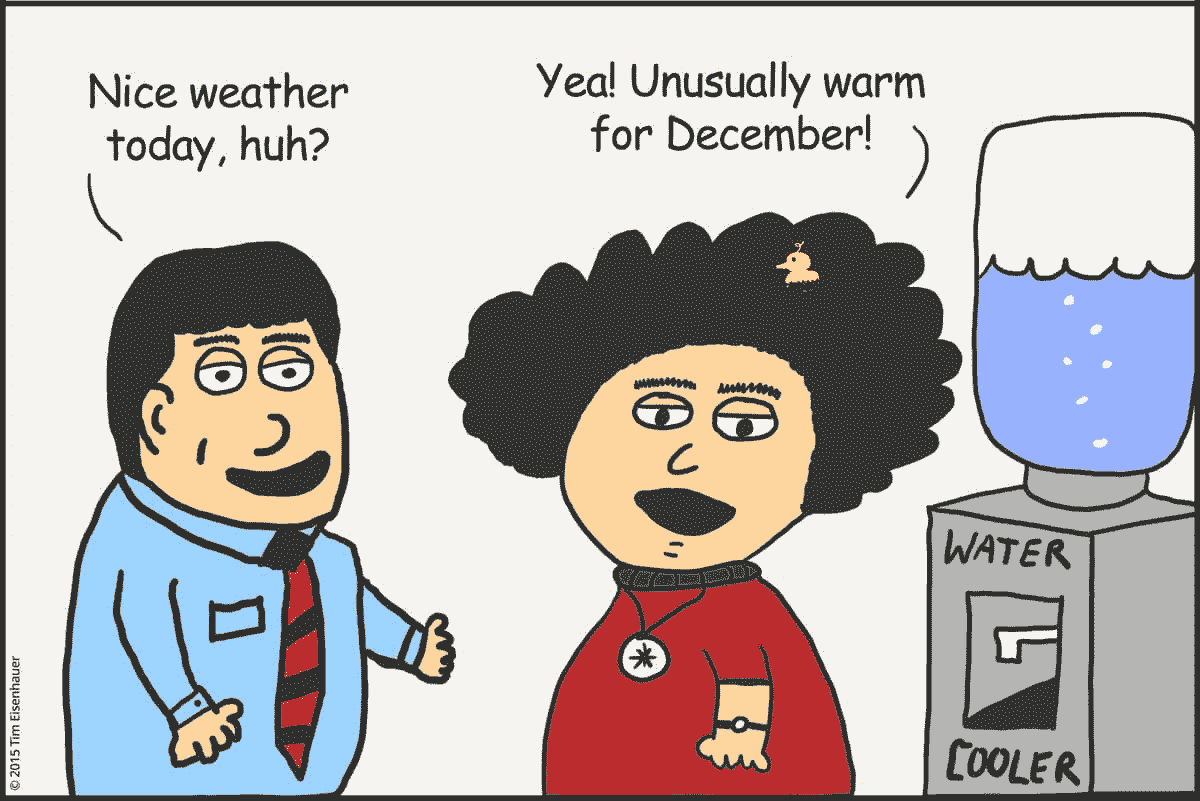 Nice weather
today, huh?
Yea! Unusually warm
for December!
WATER
COOLER
© 2015 Tim Eisenhauer